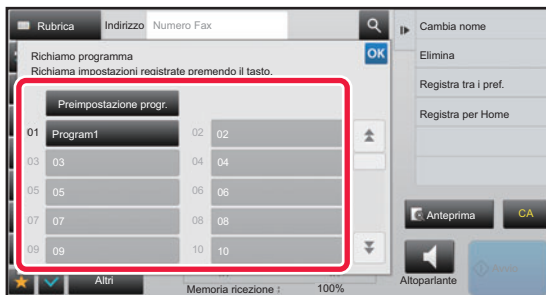 Rubrica Indirizzo Numero Fax
Richiamo programma OK
Richiama impostazioni registrate premendo il tasto.
Preimpostazione progr.
01 Program1 02 02
03 03 04 04
05 05 06 06
07 07 08 08
09 09 10 10
Altri
Memoria ricezione : 100%
Cambia nome
Elimina
Registra tra i pref.
Registra per Home
Anteprima CA
Altoparlante Avvio